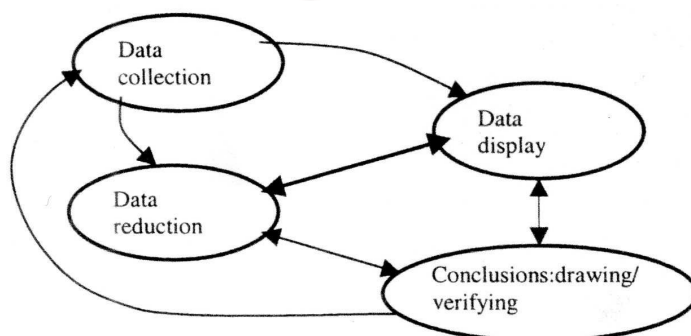 Data
collection
Data
display
Data
reduction
Conclusions:drawing/
verifying